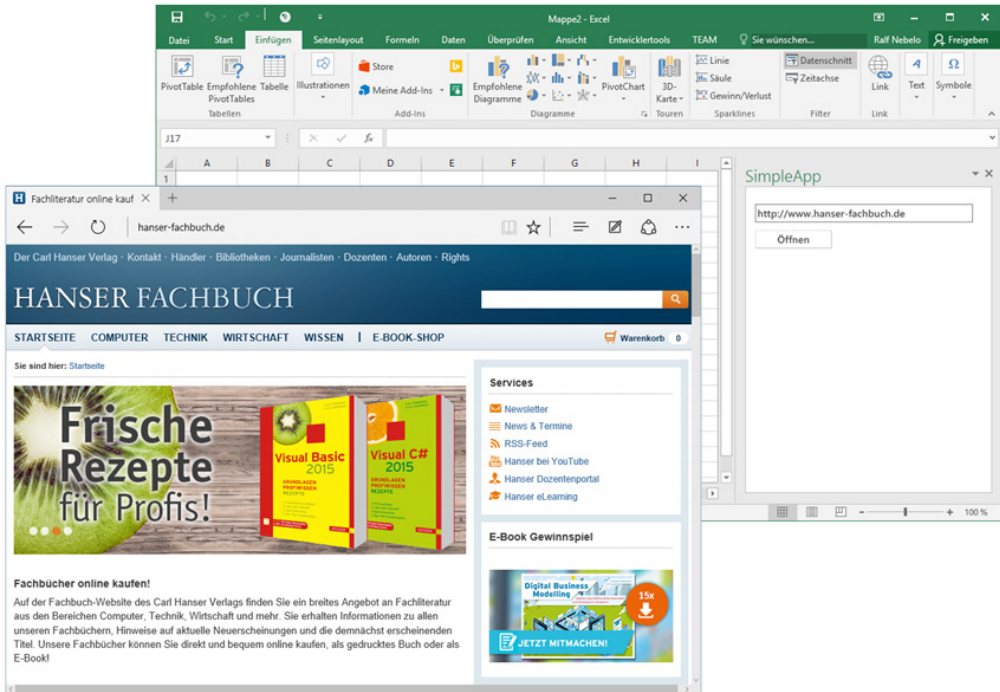 Mappe2 - Excel
Datei Start Einfügen Seitenlayout Formeln Daten Überprüfen Ansicht Entwicklertools TEAM Sie wünschen... Ralf Nebelo Freigeben
PivotTable Empfohlene PivotTables Tabelle
Illustrationen
Store
Meine Add-Ins
Empfohlene Diagramme
PivotChart
3D-Karte
Linie
Säule
Gewinn/Verlust
Datenschnitt
Zeitachse
Link
Text
Symbole
Tabellen Add-Ins Diagramme Touren Sparklines Filter Link
J17 fx
A B C D E F G H I
1
SimpleApp
http://www.hanser-fachbuch.de
Öffnen
100 %
Fachliteratur online kauf
hanser-fachbuch.de
Der Carl Hanser Verlag · Kontakt · Händler · Bibliotheken · Journalisten · Dozenten · Autoren · Rights
HANSER FACHBUCH
STARTSEITE COMPUTER TECHNIK WIRTSCHAFT WISSEN | E-BOOK-SHOP Warenkorb 0
Sie sind hier: Startseite
Frische
Rezepte
für Profis!
Visual Basic
2015
GRUNDLAGEN
PROFIWISSEN
REZEPTE
Visual C#
2015
GRUNDLAGEN
PROFIWISSEN
REZEPTE
Fachbücher online kaufen!
Auf der Fachbuch-Website des Carl Hanser Verlags finden Sie ein breites Angebot an Fachliteratur
aus den Bereichen Computer, Technik, Wirtschaft und mehr. Sie erhalten Informationen zu allen
unseren Fachbüchern, Hinweise auf aktuelle Neuerscheinungen und die demnächst erscheinenden
Titel. Unsere Fachbücher können Sie direkt und bequem online kaufen, als gedrucktes Buch oder als
E-Book!
Services
Newsletter
News & Termine
RSS-Feed
Hanser bei YouTube
Hanser Dozentenportal
Hanser eLearning
E-Book Gewinnspiel
Digital Business
Modelling
15x
JETZT MITMACHEN!